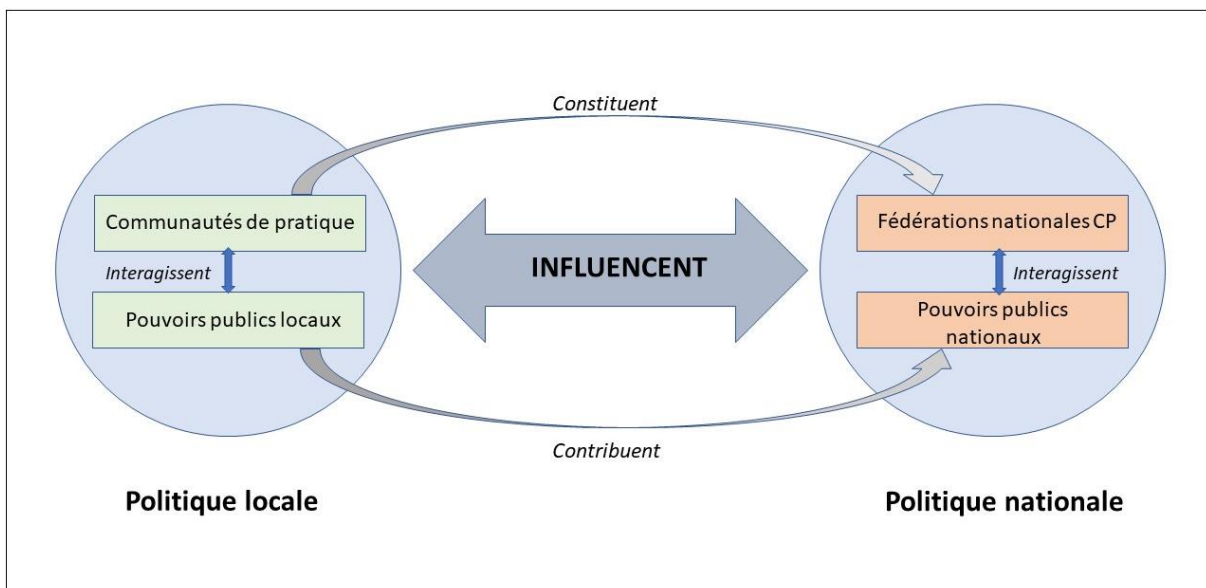 Constituent
Communautés de pratique
Interagissent
Pouvoirs publics locaux
INFLUENCENT
Fédérations nationales CP
Interagissent
Pouvoirs publics
nationaux
Contribuent
Politique locale
Politique nationale